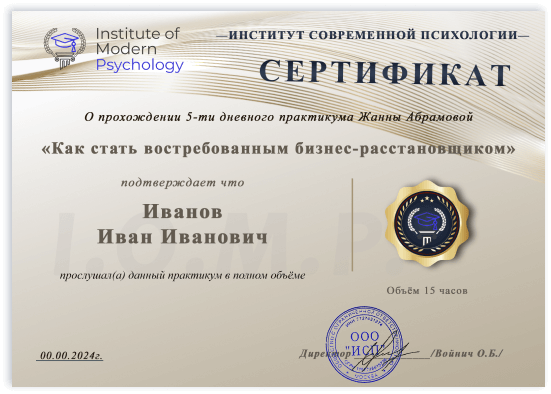 Institute of
Modern
Psychology
—ИНСТИТУТ СОВРЕМЕННОЙ ПСИХОЛОГИИ—
СЕРТИФИКАТ
О прохождении 5-ти дневного практикума Жанны Абрамовой
«Как стать востребованным бизнес-расстановщиком»
подтверждает что
Иванов
Иван Иванович
I.O.M.P.
прослушал(а) данный практикум в полном объёме
Объём 15 часов
ООО
"ИСП"
00.00.2024г.
Директор /Войнич О.Б./